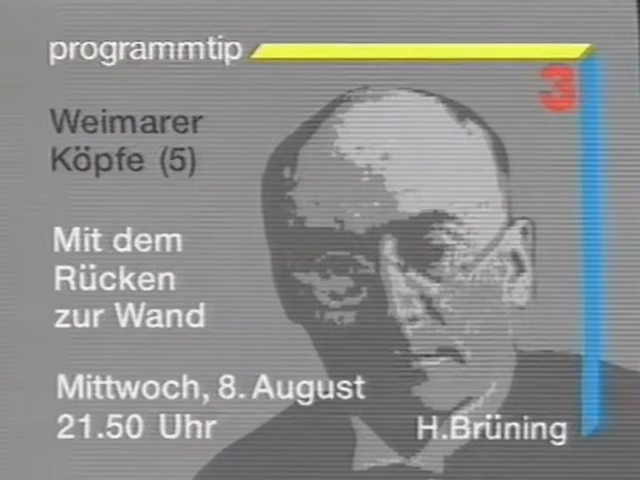 programmtip
3
Weimarer
Köpfe (5)
Mit dem
Rücken
zur Wand
Mittwoch, 8. August
21.50 Uhr
H.Brüning